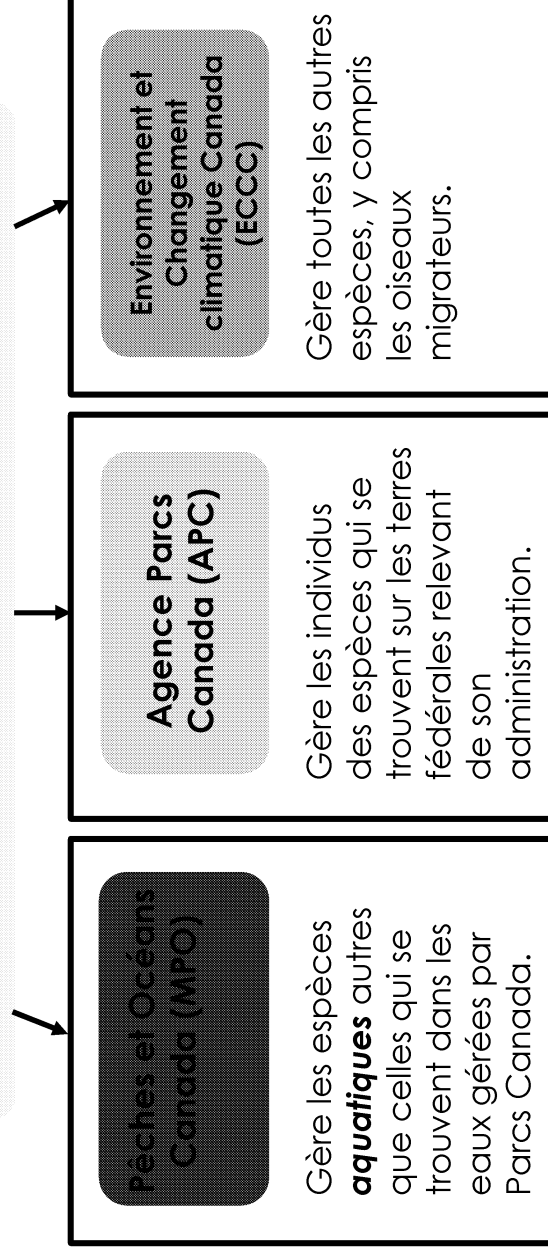 Pêches et Océans
Canada (MPO)
Gère les espèces
aquatiques autres
que celles qui se
trouvent dans les
eaux gérées par
Parcs Canada.
Agence Parcs
Canada (APC)
Gère les individus
des espèces qui se
trouvent sur les terres
fédérales relevant
de son
administration.
Environnement et
Changement
climatique Canada
(ECCC)
Gère toutes les autres
espèces, y compris
les oiseaux
migrateurs.